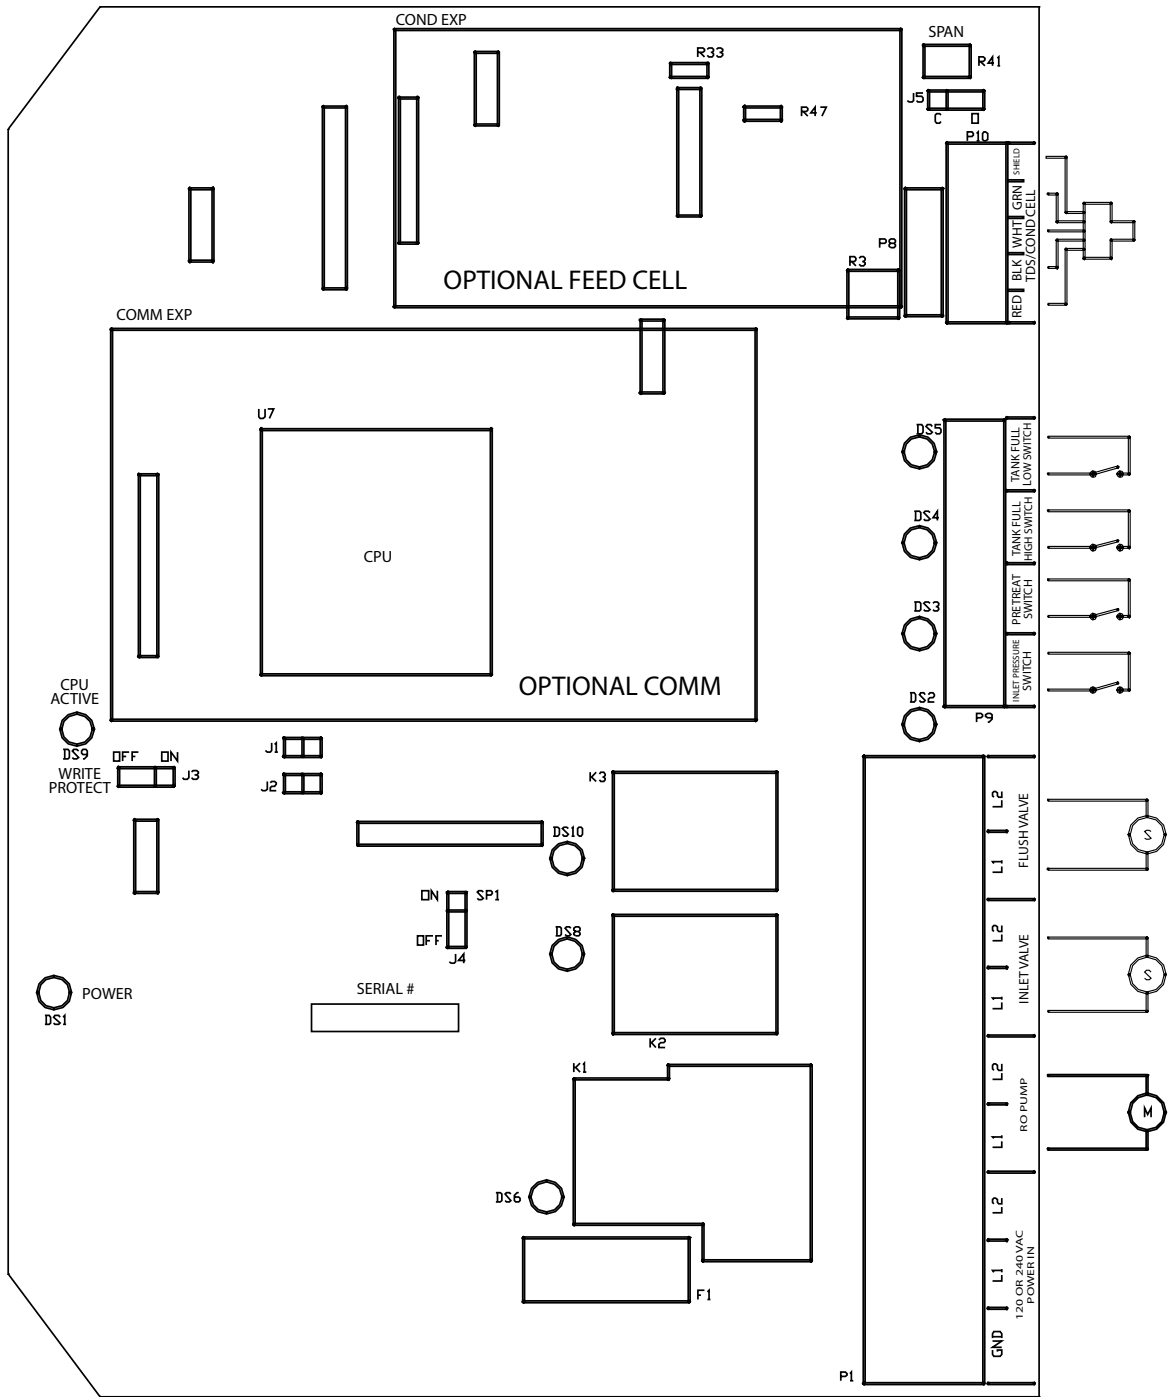 COND EXP
SPAN
R33
R41
R47
J5
C O
P10
SHIELD
GRN
WHT
BLK
RED
TDS/COND CELL
P8
R3
OPTIONAL FEED CELL
COMM EXP
U7
CPU
OPTIONAL COMM
DS5
TANK FULL
LOW SWITCH
DS4
TANK FULL
HIGH SWITCH
DS3
PRETREAT
SWITCH
DS2
INLET PRESSURE
SWITCH
P9
CPU
ACTIVE
DS9
OFF ON
WRITE
PROTECT
J3
J1
J2
K3
L2
L1
FLUSH VALVE
S
DS10
ON
SP1
OFF
J4
DS8
K2
L2
L1
INLET VALVE
S
POWER
DS1
SERIAL #
K1
L2
L1
RO PUMP
M
DS6
F1
L2
L1
GND
120 OR 240 VAC
POWER IN
P1